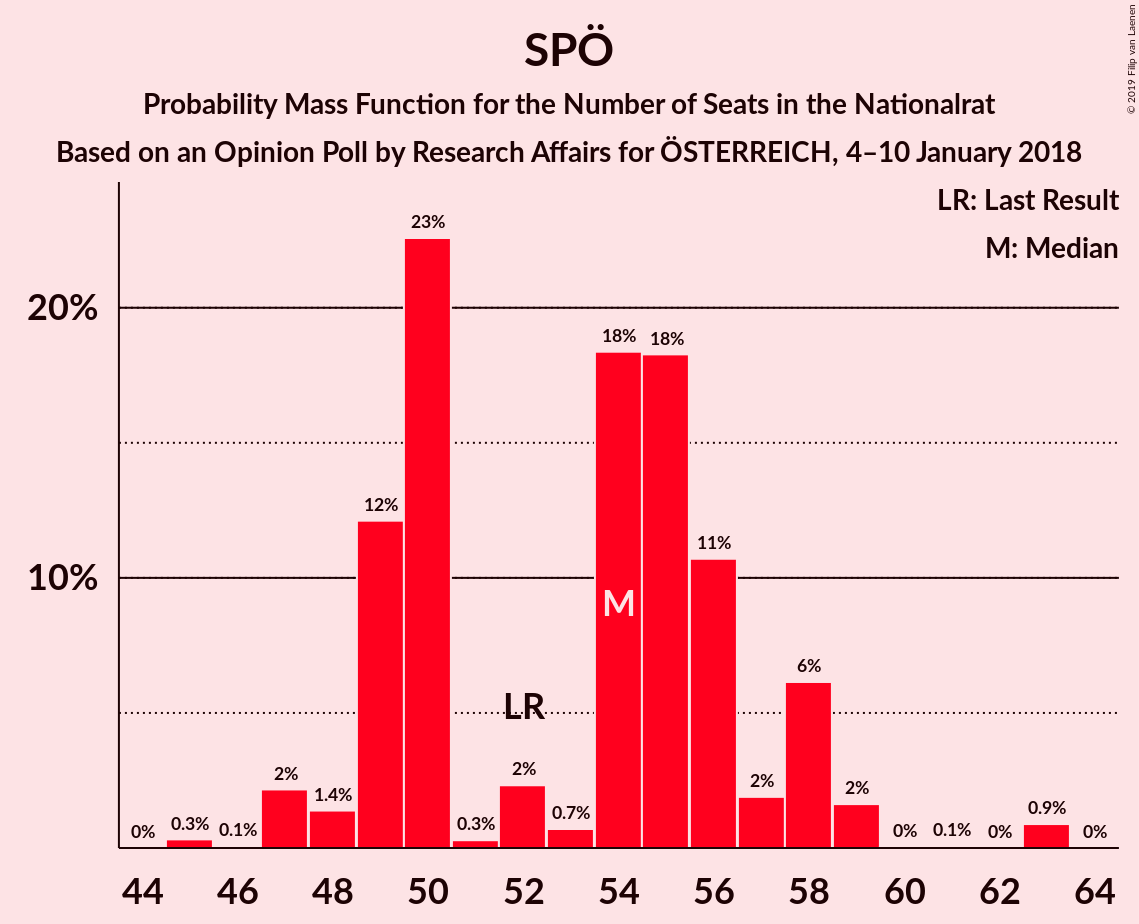 SPÖ
Probability Mass Function for the Number of Seats in the Nationalrat
Based on an Opinion Poll by Research Affairs for ÖSTERREICH, 4–10 January 2018
© 2019 Filip van Laenen
LR: Last Result
M: Median
20%
10%
0%
0.3%
0.1%
2%
1.4%
12%
23%
0.3%
2%
0.7%
18%
18%
11%
2%
6%
2%
0%
0.1%
0%
0.9%
0%
LR
M
44 46 48 50 52 54 56 58 60 62 64